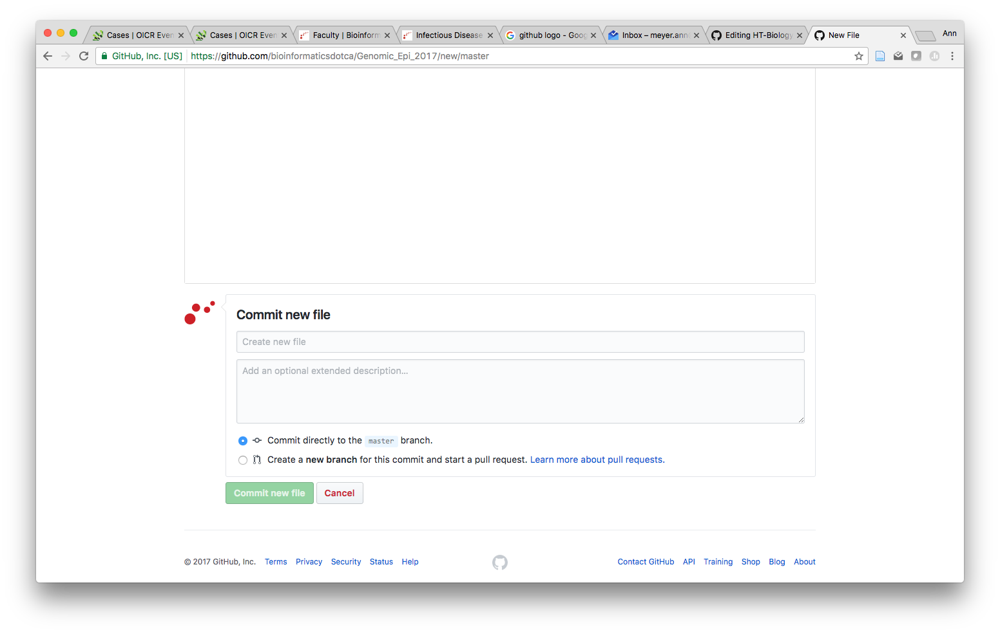 Cases | OICR Even
Cases | OICR Even
Faculty | Bioinform
Infectious Disease
github logo - Goog
Inbox – meyer.ann
Editing HT-Biology
New File
Ann
GitHub, Inc. [US]
https://github.com/bioinformaticsdotca/Genomic_Epi_2017/new/master
Commit new file
Create new file
Add an optional extended description...
Commit directly to the master branch.
Create a new branch for this commit and start a pull request. Learn more about pull requests.
Commit new file
Cancel
© 2017 GitHub, Inc. Terms Privacy Security Status Help
Contact GitHub API Training Shop Blog About